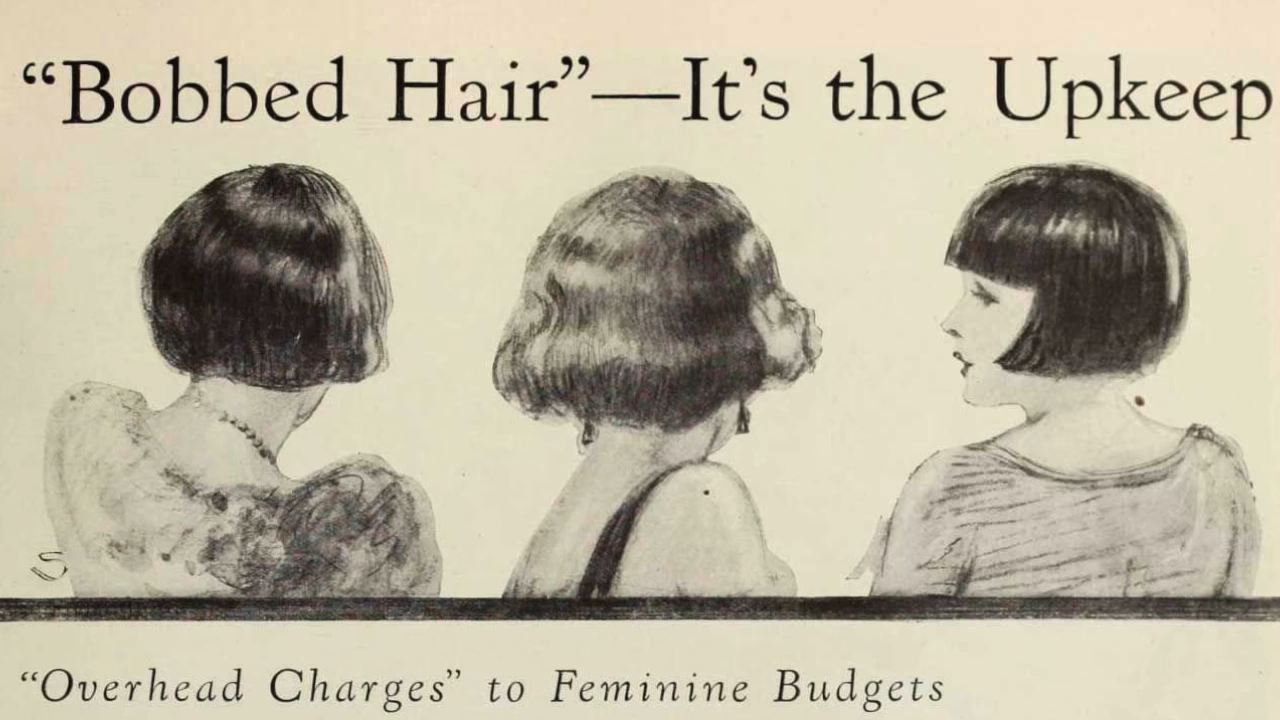 “Bobbed Hair”—It’s the Upkeep
“Overhead Charges” to Feminine Budgets